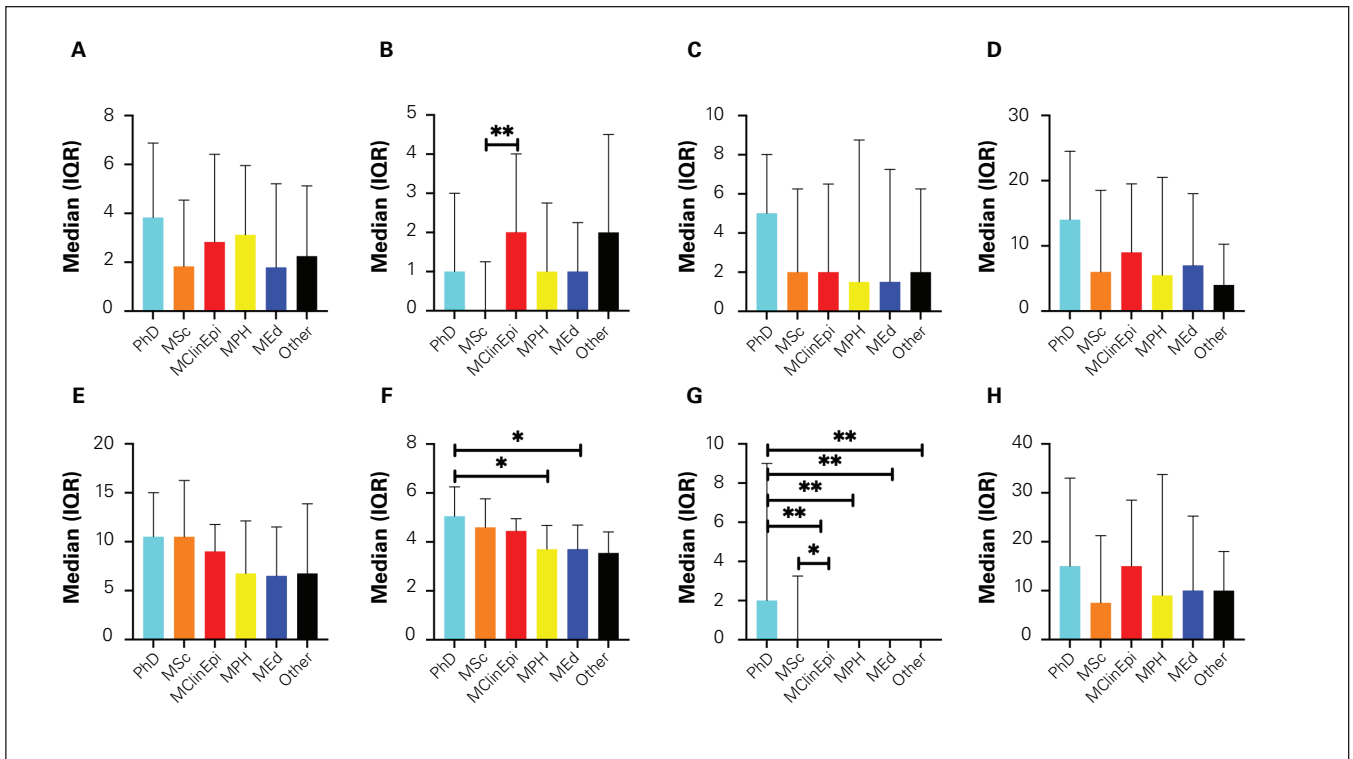 A
B
C
D
Median (IQR)
8
6
4
2
0
PhD
MSc
MClinEpi
MPH
MEd
Other
Median (IQR)
5
4
3
2
1
0
**
PhD
MSc
MClinEpi
MPH
MEd
Other
Median (IQR)
10
8
6
4
2
0
PhD
MSc
MClinEpi
MPH
MEd
Other
Median (IQR)
30
20
10
0
PhD
MSc
MClinEpi
MPH
MEd
Other
E
F
G
H
Median (IQR)
20
15
10
5
0
PhD
MSc
MClinEpi
MPH
MEd
Other
Median (IQR)
8
6
4
2
0
*
*
PhD
MSc
MClinEpi
MPH
MEd
Other
Median (IQR)
10
8
6
4
2
0
**
**
**
**
*
PhD
MSc
MClinEpi
MPH
MEd
Other
Median (IQR)
40
30
20
10
0
PhD
MSc
MClinEpi
MPH
MEd
Other